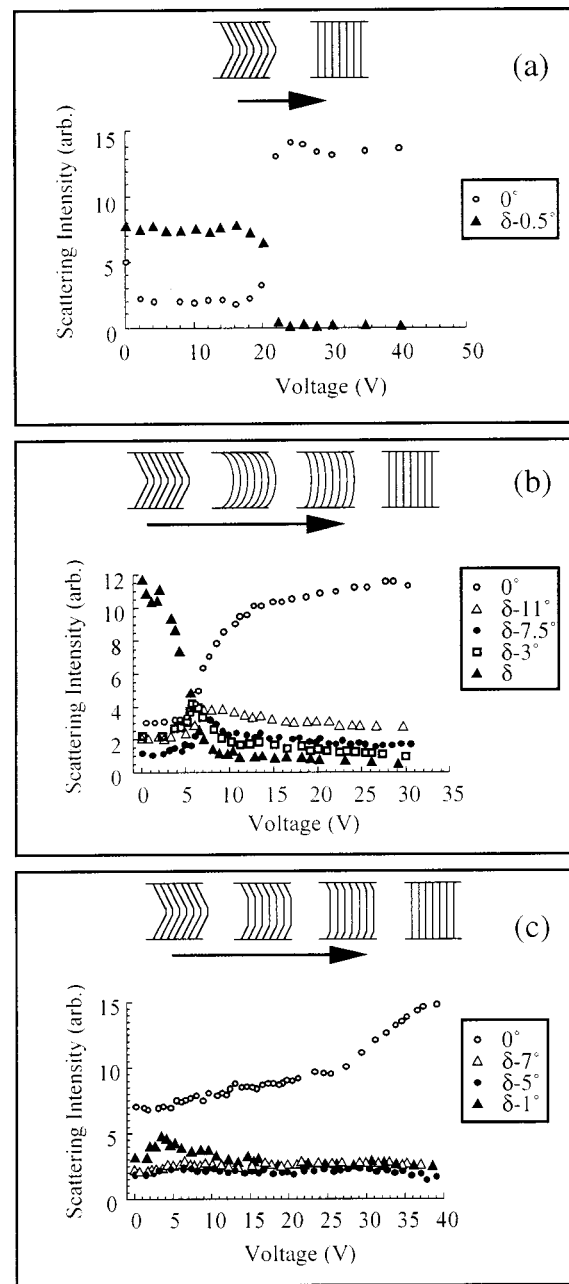 (a)
Scattering Intensity (arb.)
15
10
5
0
0 10 20 30 40 50
Voltage (V)
0°
δ-0.5°
(b)
Scattering Intensity (arb.)
12
10
8
6
4
2
0
0 5 10 15 20 25 30 35
Voltage (V)
0°
δ-11°
δ-7.5°
δ-3°
δ
(c)
Scattering Intensity (arb.)
15
10
5
0
0 5 10 15 20 25 30 35 40
Voltage (V)
0°
δ-7°
δ-5°
δ-1°